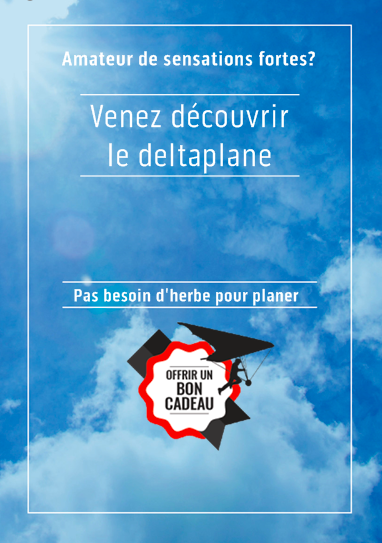 Amateur de sensations fortes?
Venez découvrir
le deltaplane
Pas besoin d'herbe pour planer
OFFRIR UN
BON
CADEAU